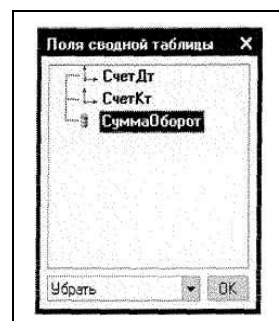 Поля сводной таблицы
СчетДт
СчетКт
СуммаОборот
Убрать
OK